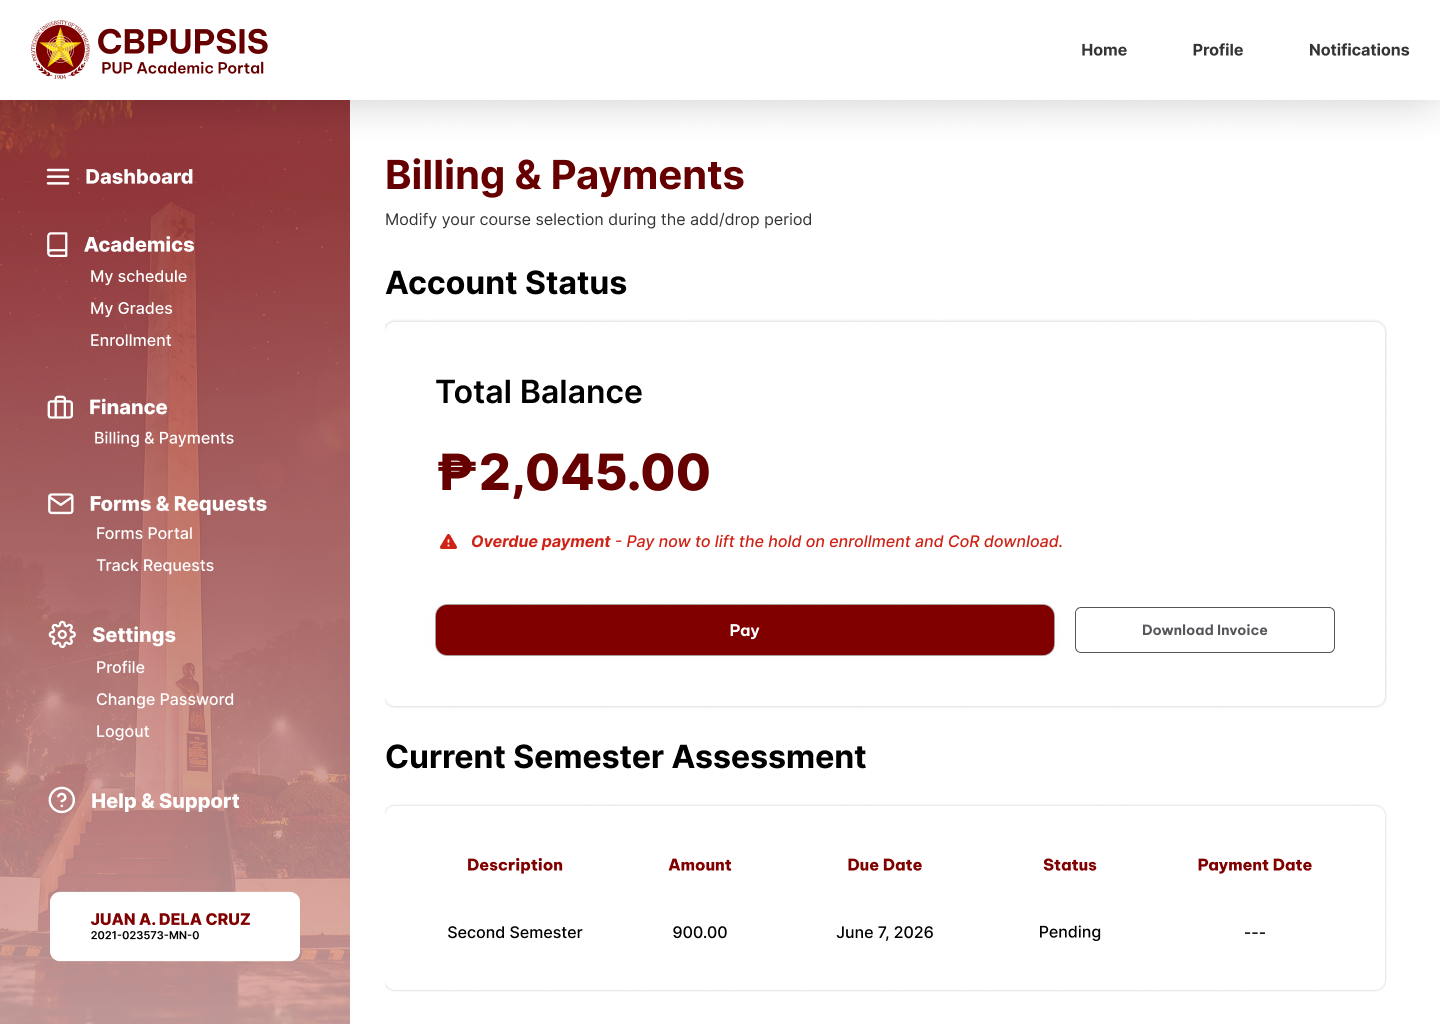 CBPUPSIS
PUP Academic Portal
Home
Profile
Notifications
Dashboard
Academics
My schedule
My Grades
Enrollment
Finance
Billing & Payments
Forms & Requests
Forms Portal
Track Requests
Settings
Profile
Change Password
Logout
Help & Support
JUAN A. DELA CRUZ
2021-023573-MN-0
Billing & Payments
Modify your course selection during the add/drop period
Account Status
Total Balance
₱2,045.00
Overdue payment - Pay now to lift the hold on enrollment and CoR download.
Pay
Download Invoice
Current Semester Assessment
Description Amount Due Date Status Payment Date
Second Semester 900.00 June 7, 2026 Pending ---